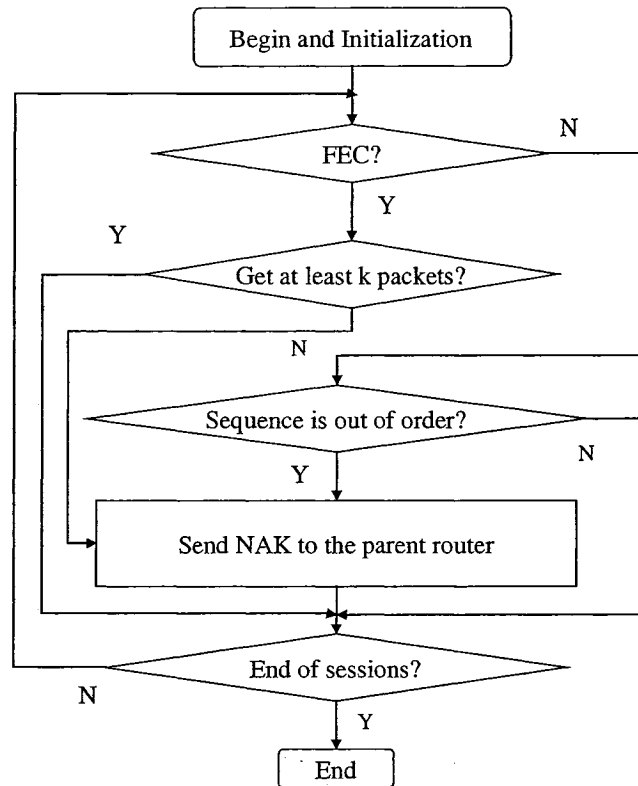 Begin and Initialization
N
FEC?
Y
Y
Get at least k packets?
N
Sequence is out of order?
N
Y
Send NAK to the parent router
End of sessions?
N
Y
End